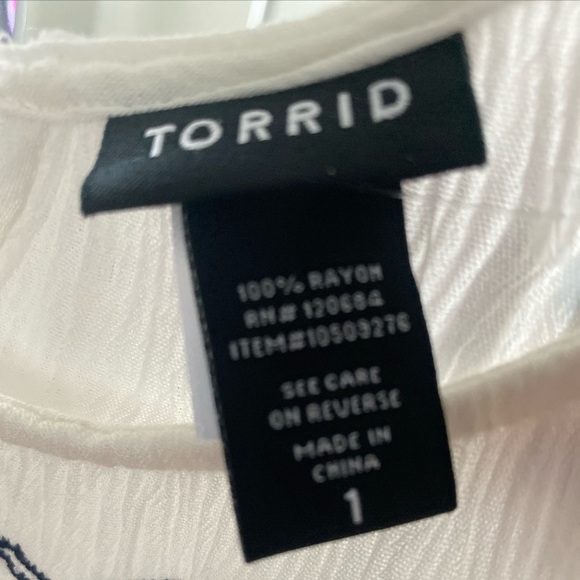 TORRID
100% RAYON
RN# 120684
ITEM#10509276
SEE CARE
ON REVERSE
MADE IN
CHINA
1